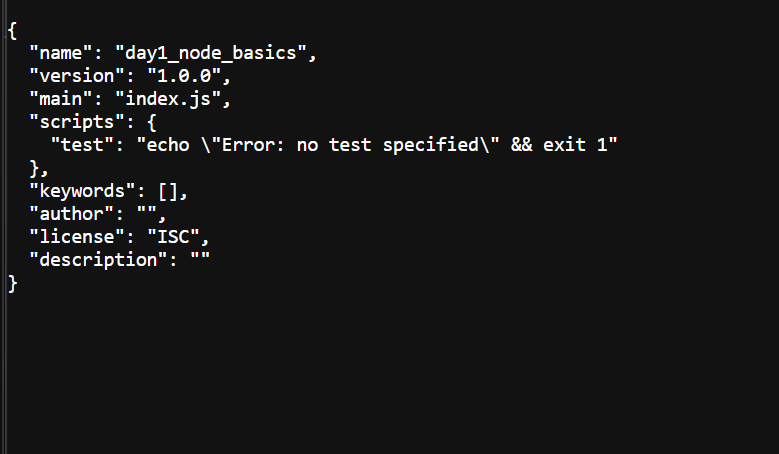 {
  "name": "day1_node_basics",
  "version": "1.0.0",
  "main": "index.js",
  "scripts": {
    "test": "echo \"Error: no test specified\" && exit 1"
  },
  "keywords": [],
  "author": "",
  "license": "ISC",
  "description": ""
}